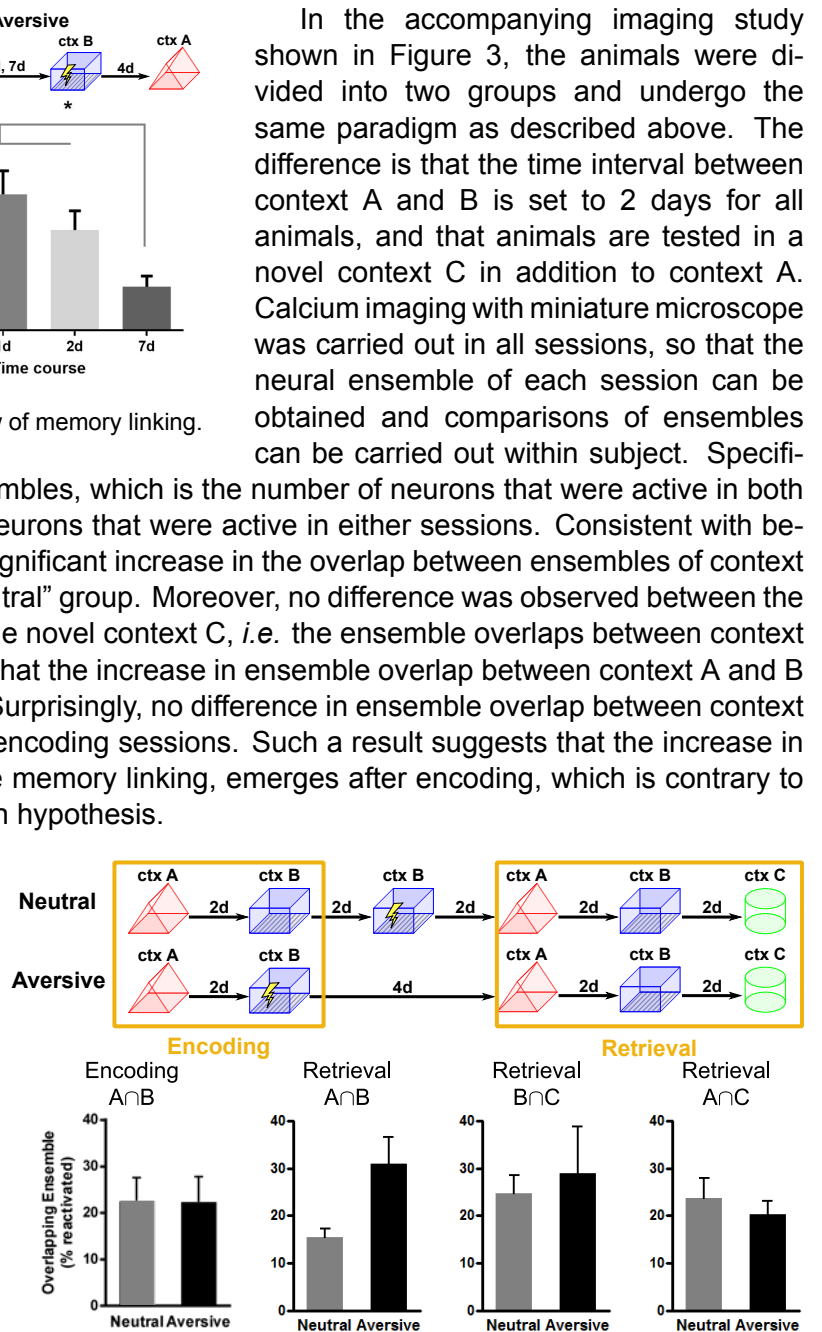 Aversive
ctx B ctx A
, 7d 4d
*
2d 7d
Time course
of memory linking.
In the accompanying imaging study
shown in Figure 3, the animals were di-
vided into two groups and undergo the
same paradigm as described above. The
difference is that the time interval between
context A and B is set to 2 days for all
animals, and that animals are tested in a
novel context C in addition to context A.
Calcium imaging with miniature microscope
was carried out in all sessions, so that the
neural ensemble of each session can be
obtained and comparisons of ensembles
can be carried out within subject. Specifi-
mbles, which is the number of neurons that were active in both
eurons that were active in either sessions. Consistent with be-
gnificant increase in the overlap between ensembles of context
tral” group. Moreover, no difference was observed between the
e novel context C, i.e. the ensemble overlaps between context
hat the increase in ensemble overlap between context A and B
Surprisingly, no difference in ensemble overlap between context
encoding sessions. Such a result suggests that the increase in
e memory linking, emerges after encoding, which is contrary to
n hypothesis.
ctx A ctx B ctx B ctx A ctx B ctx C
Neutral 2d 2d 2d 2d 2d
ctx A ctx B ctx A ctx B ctx C
Aversive 2d 4d 2d 2d
Encoding Retrieval
Encoding Retrieval Retrieval Retrieval
A∩B A∩B B∩C A∩C
Overlapping Ensemble
(% reactivated)
40 40 40 40
30 30 30 30
20 20 20 20
10 10 10 10
0 0 0 0
Neutral Aversive Neutral Aversive Neutral Aversive Neutral Aversive